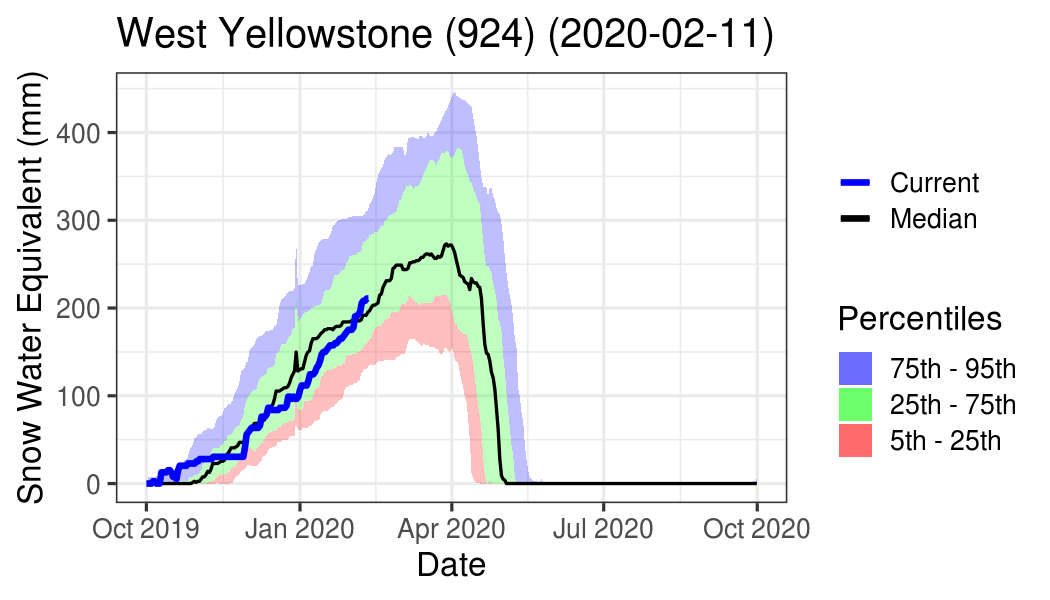 West Yellowstone (924) (2020-02-11)
Snow Water Equivalent (mm)
400
300
200
100
0
Oct 2019
Jan 2020
Apr 2020
Jul 2020
Oct 2020
Date
Current
Median
Percentiles
75th - 95th
25th - 75th
5th - 25th